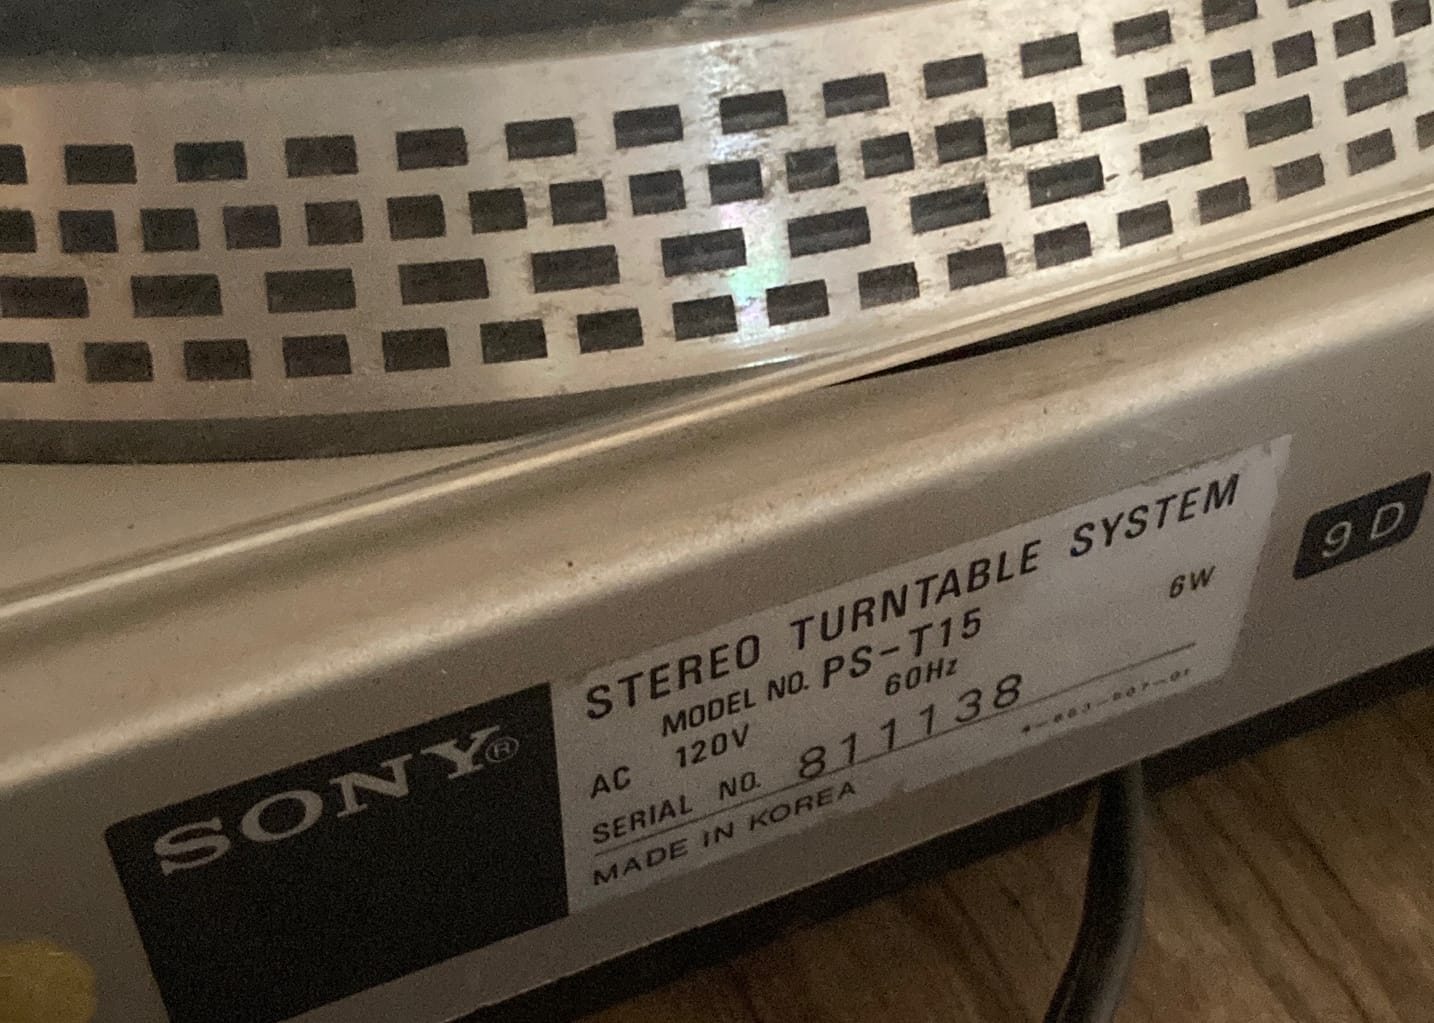 STEREO TURNTABLE SYSTEM
MODEL NO. PS-T15
AC 120V 60Hz 6W
SERIAL NO. 811138
MADE IN KOREA
SONY®
9D